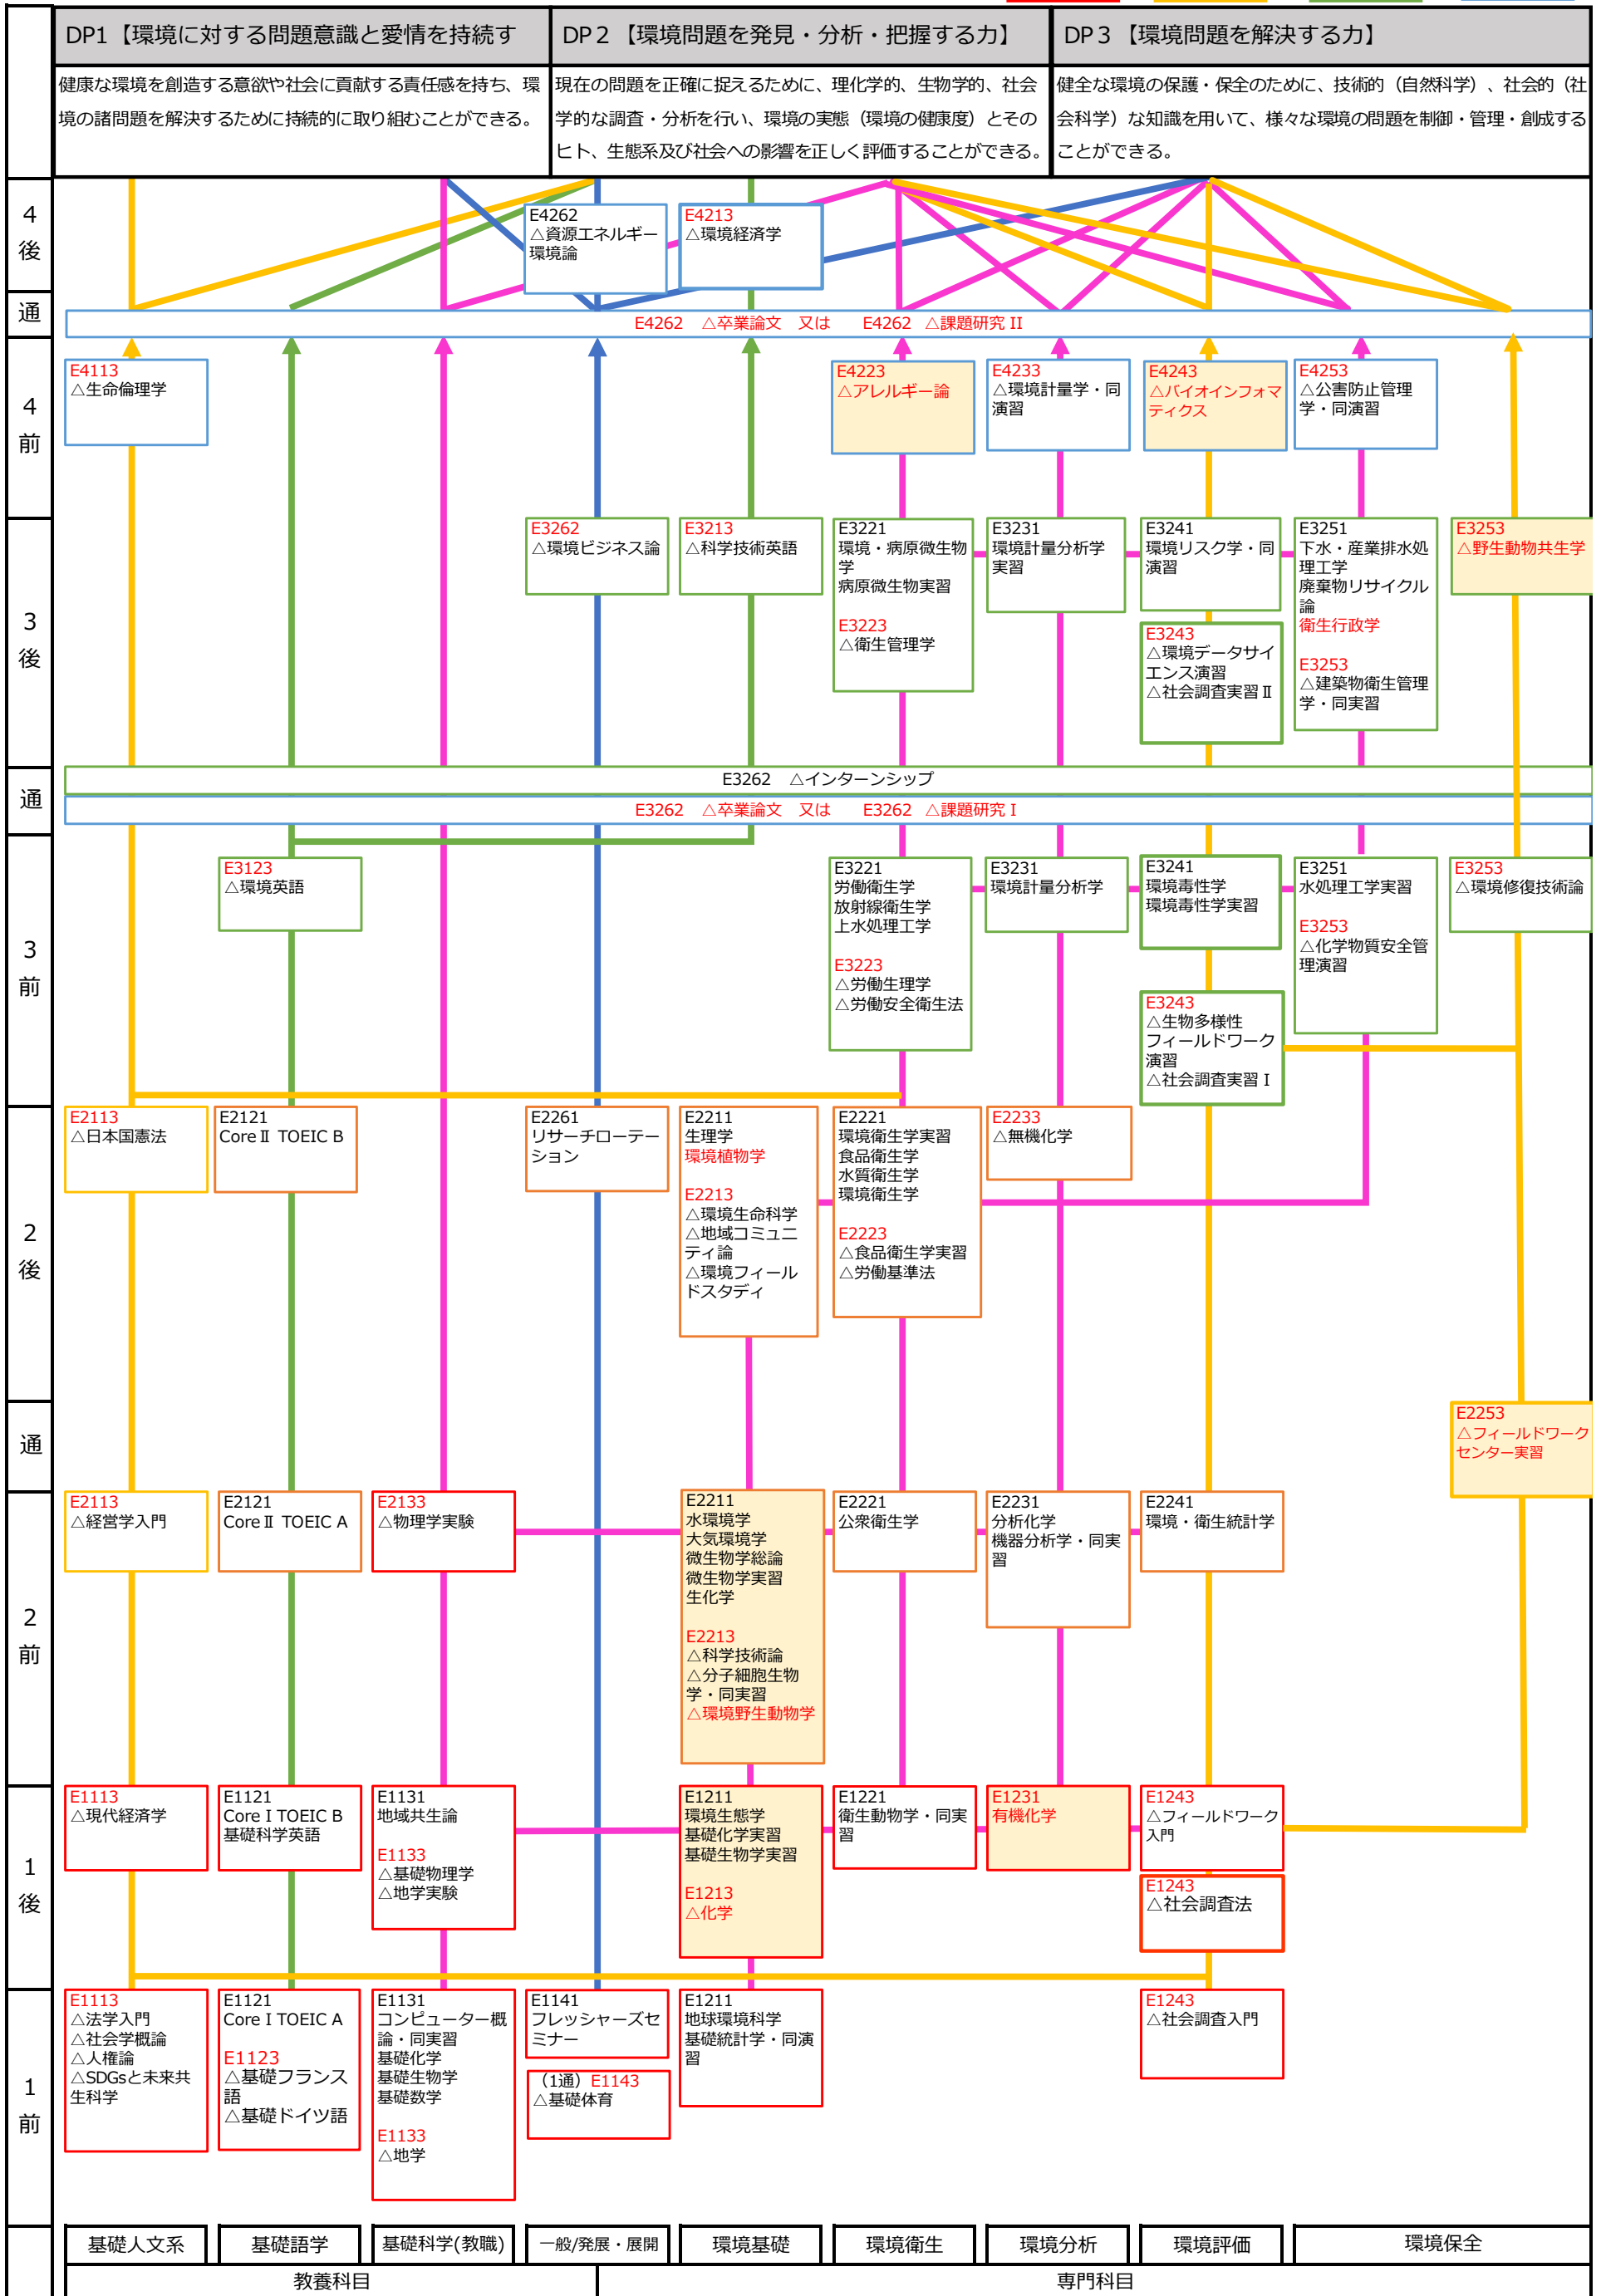 DP1【環境に対する問題意識と愛情を持続す
DP2 【環境問題を発見・分析・把握する力】
DP3 【環境問題を解決する力】
健康な環境を創造する意欲や社会に貢献する責任感を持ち、環
境の諸問題を解決するために持続的に取り組むことができる。
現在の問題を正確に捉えるために、理化学的、生物学的、社会
学的な調査・分析を行い、環境の実態（環境の健康度）とその
ヒト、生態系及び社会への影響を正しく評価することができる。
健全な環境の保護・保全のために、技術的（自然科学）、社会的（社
会科学）な知識を用いて、様々な環境の問題を制御・管理・創成する
ことができる。
4
後
E4262
△資源エネルギー
環境論
E4213
△環境経済学
通
E4262 △卒業論文 又は E4262 △課題研究 II
4
前
E4113
△生命倫理学
E4223
△アレルギー論
E4233
△環境計量学・同
演習
E4243
△バイオインフォマ
ティクス
E4253
△公害防止管理
学・同演習
3
後
E3262
△環境ビジネス論
E3213
△科学技術英語
E3221
環境・病原微生物
学
病原微生物実習
E3223
△衛生管理学
E3231
環境計量分析学
実習
E3241
環境リスク学・同
演習
E3243
△環境データサイ
エンス演習
△社会調査実習Ⅱ
E3251
下水・産業排水処
理工学
廃棄物リサイクル
論
衛生行政学
E3253
△建築物衛生管理
学・同実習
E3253
△野生動物共生学
通
E3262 △インターンシップ
E3262 △卒業論文 又は E3262 △課題研究 I
3
前
E3123
△環境英語
E3221
労働衛生学
放射線衛生学
上水処理工学
E3223
△労働生理学
△労働安全衛生法
E3231
環境計量分析学
E3241
環境毒性学
環境毒性学実習
E3243
△生物多様性
フィールドワーク
演習
△社会調査実習Ⅰ
E3251
水処理工学実習
E3253
△化学物質安全管
理演習
E3253
△環境修復技術論
2
後
E2113
△日本国憲法
E2121
CoreⅡ TOEIC B
E2261
リサーチローテー
ション
E2211
生理学
環境植物学
E2213
△環境生命科学
△地域コミュニ
ティ論
△環境フィール
ドスタディ
E2221
環境衛生学実習
食品衛生学
水質衛生学
環境衛生学
E2223
△食品衛生学実習
△労働基準法
E2233
△無機化学
通
E2253
△フィールドワーク
センター実習
2
前
E2113
△経営学入門
E2121
CoreⅡ TOEIC A
E2133
△物理学実験
E2211
水環境学
大気環境学
微生物学総論
微生物学実習
生化学
E2213
△科学技術論
△分子細胞生物
学・同実習
△環境野生動物学
E2221
公衆衛生学
E2231
分析化学
機器分析学・同実
習
E2241
環境・衛生統計学
1
後
E1113
△現代経済学
E1121
Core I TOEIC B
基礎科学英語
E1131
地域共生論
E1133
△基礎物理学
△地学実験
E1211
環境生態学
基礎化学実習
基礎生物学実習
E1213
△化学
E1221
衛生動物学・同実
習
E1231
有機化学
E1243
△フィールドワーク
入門
E1243
△社会調査法
1
前
E1113
△法学入門
△社会学概論
△人権論
△SDGsと未来共
生科学
E1121
Core I TOEIC A
E1123
△基礎フランス
語
△基礎ドイツ語
E1131
コンピューター概
論・同実習
基礎化学
基礎生物学
基礎数学
E1133
△地学
E1141
フレッシャーズセ
ミナー
（1通）E1143
△基礎体育
E1211
地球環境科学
基礎統計学・同演
習
E1243
△社会調査入門
基礎人文系
基礎語学
基礎科学(教職)
一般/発展・展開
環境基礎
環境衛生
環境分析
環境評価
環境保全
教養科目
専門科目